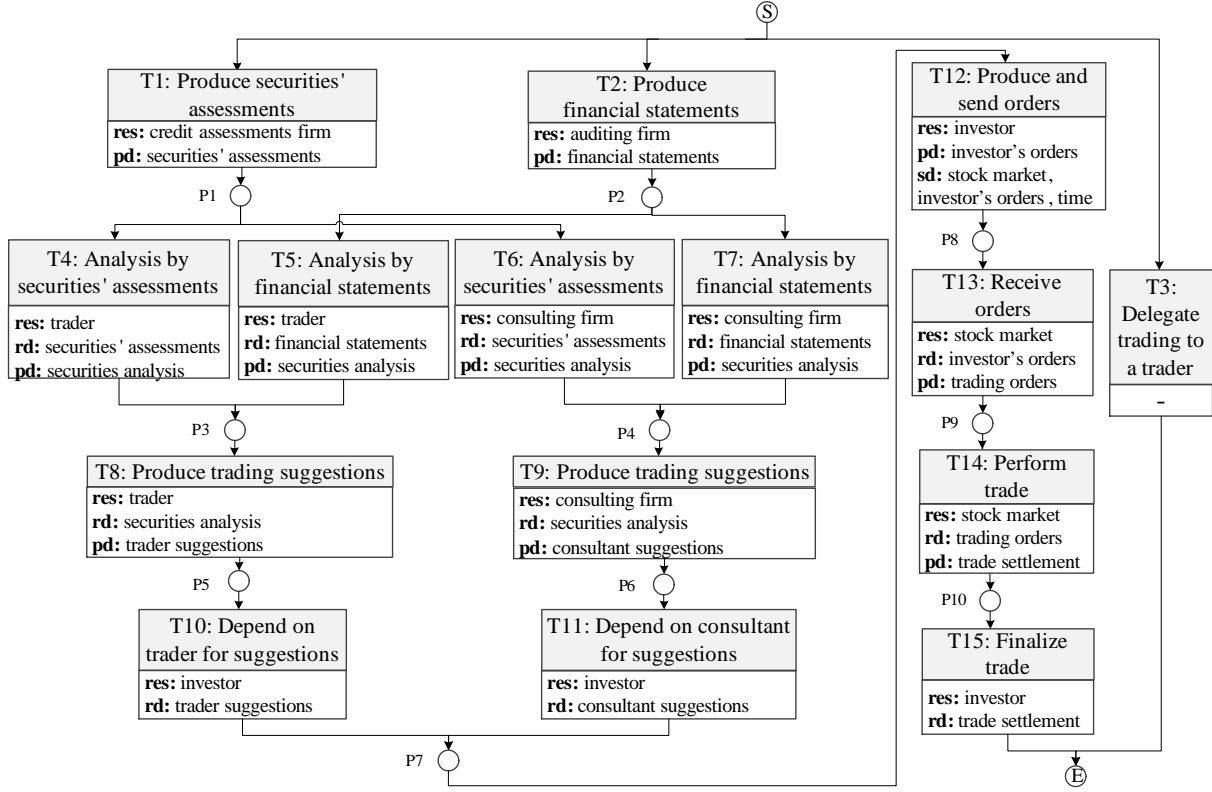 S
T1: Produce securities'
assessments
res: credit assessments firm
pd: securities' assessments
P1
T2: Produce
financial statements
res: auditing firm
pd: financial statements
P2
T4: Analysis by
securities' assessments
res: trader
rd: securities' assessments
pd: securities analysis
T5: Analysis by
financial statements
res: trader
rd: financial statements
pd: securities analysis
T6: Analysis by
securities' assessments
res: consulting firm
rd: securities' assessments
pd: securities analysis
T7: Analysis by
financial statements
res: consulting firm
rd: financial statements
pd: securities analysis
P3
P4
T8: Produce trading suggestions
res: trader
rd: securities analysis
pd: trader suggestions
P5
T9: Produce trading suggestions
res: consulting firm
rd: securities analysis
pd: consultant suggestions
P6
T10: Depend on
trader for suggestions
res: investor
rd: trader suggestions
T11: Depend on consultant
for suggestions
res: investor
rd: consultant suggestions
P7
T12: Produce and
send orders
res: investor
pd: investor's orders
sd: stock market,
investor's orders , time
P8
T13: Receive
orders
res: stock market
rd: investor's orders
pd: trading orders
P9
T14: Perform
trade
res: stock market
rd: trading orders
pd: trade settlement
P10
T15: Finalize
trade
res: investor
rd: trade settlement
T3:
Delegate
trading to
a trader
-
E